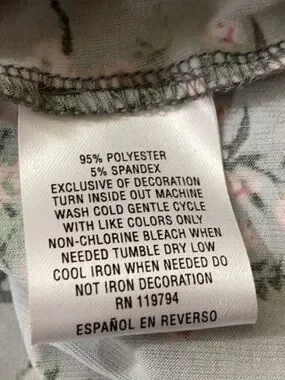 95% POLYESTER
5% SPANDEX
EXCLUSIVE OF DECORATION
TURN INSIDE OUT MACHINE
WASH COLD GENTLE CYCLE
WITH LIKE COLORS ONLY
NON-CHLORINE BLEACH WHEN
NEEDED TUMBLE DRY LOW
COOL IRON WHEN NEEDED DO
NOT IRON DECORATION
RN 119794
ESPAÑOL EN REVERSO